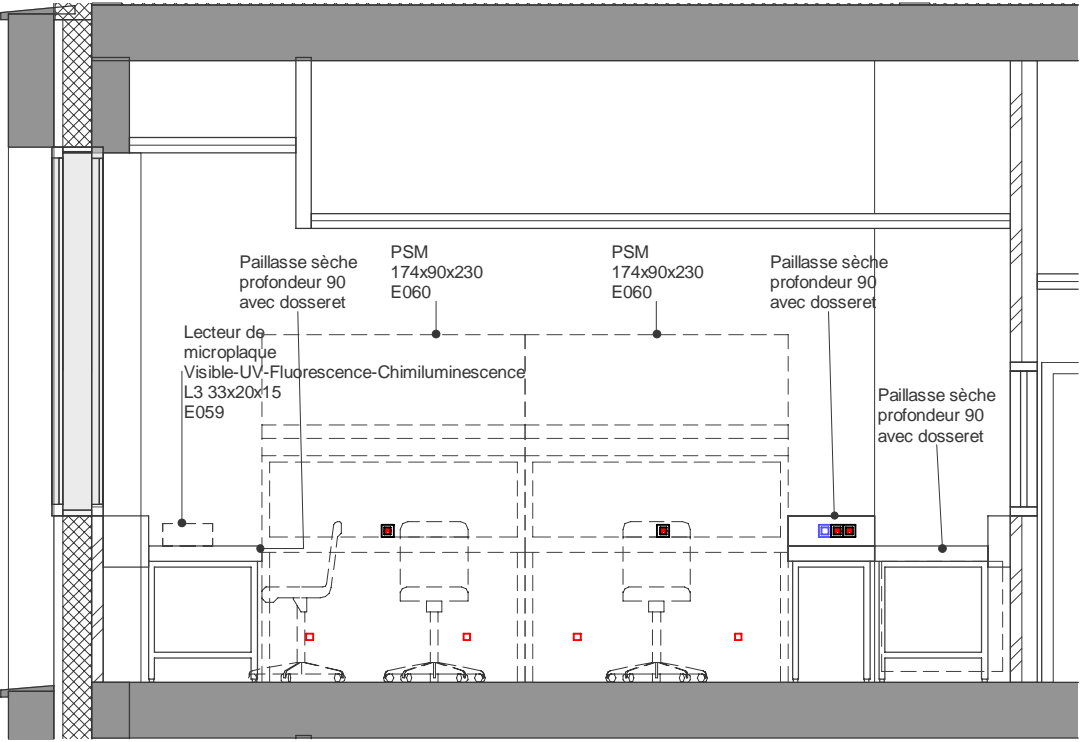 Paillasse sèche
profondeur 90
avec dosseret
PSM
174x90x230
E060
PSM
174x90x230
E060
Paillasse sèche
profondeur 90
avec dosseret
Lecteur de
microplaque
Visible-UV-Fluorescence-Chimiluminescence
L3 33x20x15
E059
Paillasse sèche
profondeur 90
avec dosseret